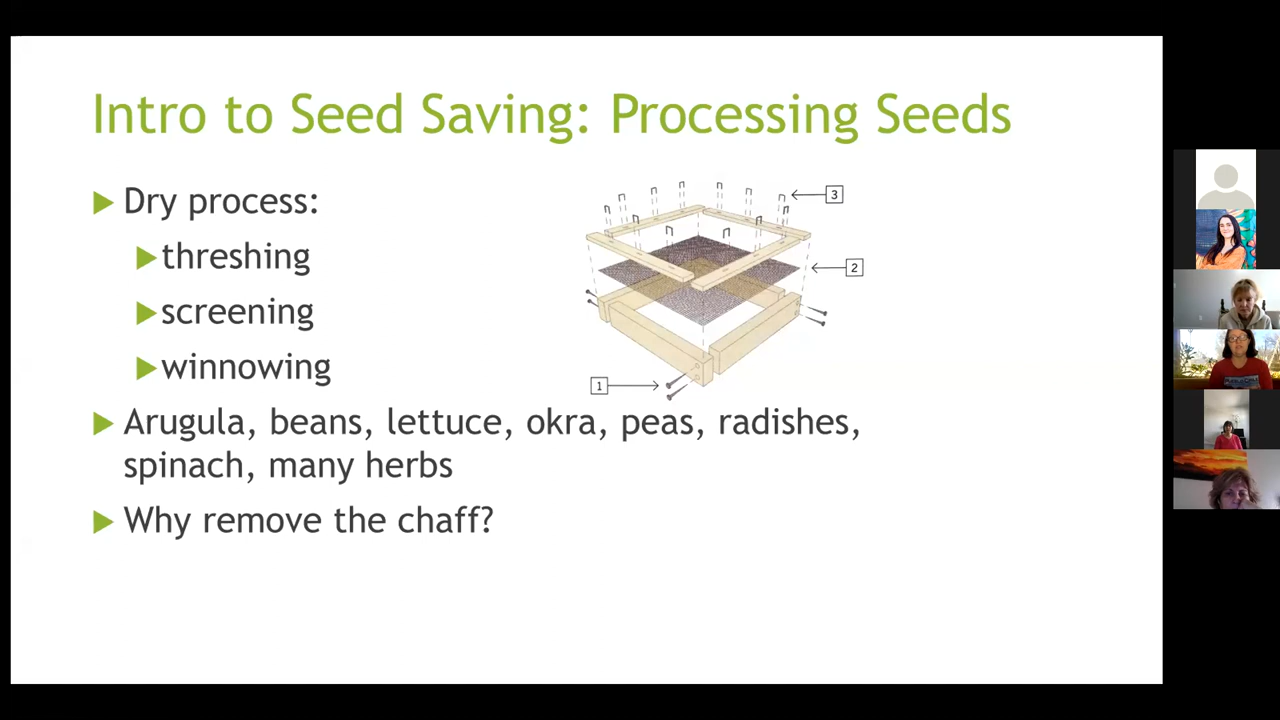 Intro to Seed Saving: Processing Seeds
Dry process:
threshing
screening
winnowing
3
2
1
Arugula, beans, lettuce, okra, peas, radishes,
spinach, many herbs
Why remove the chaff?